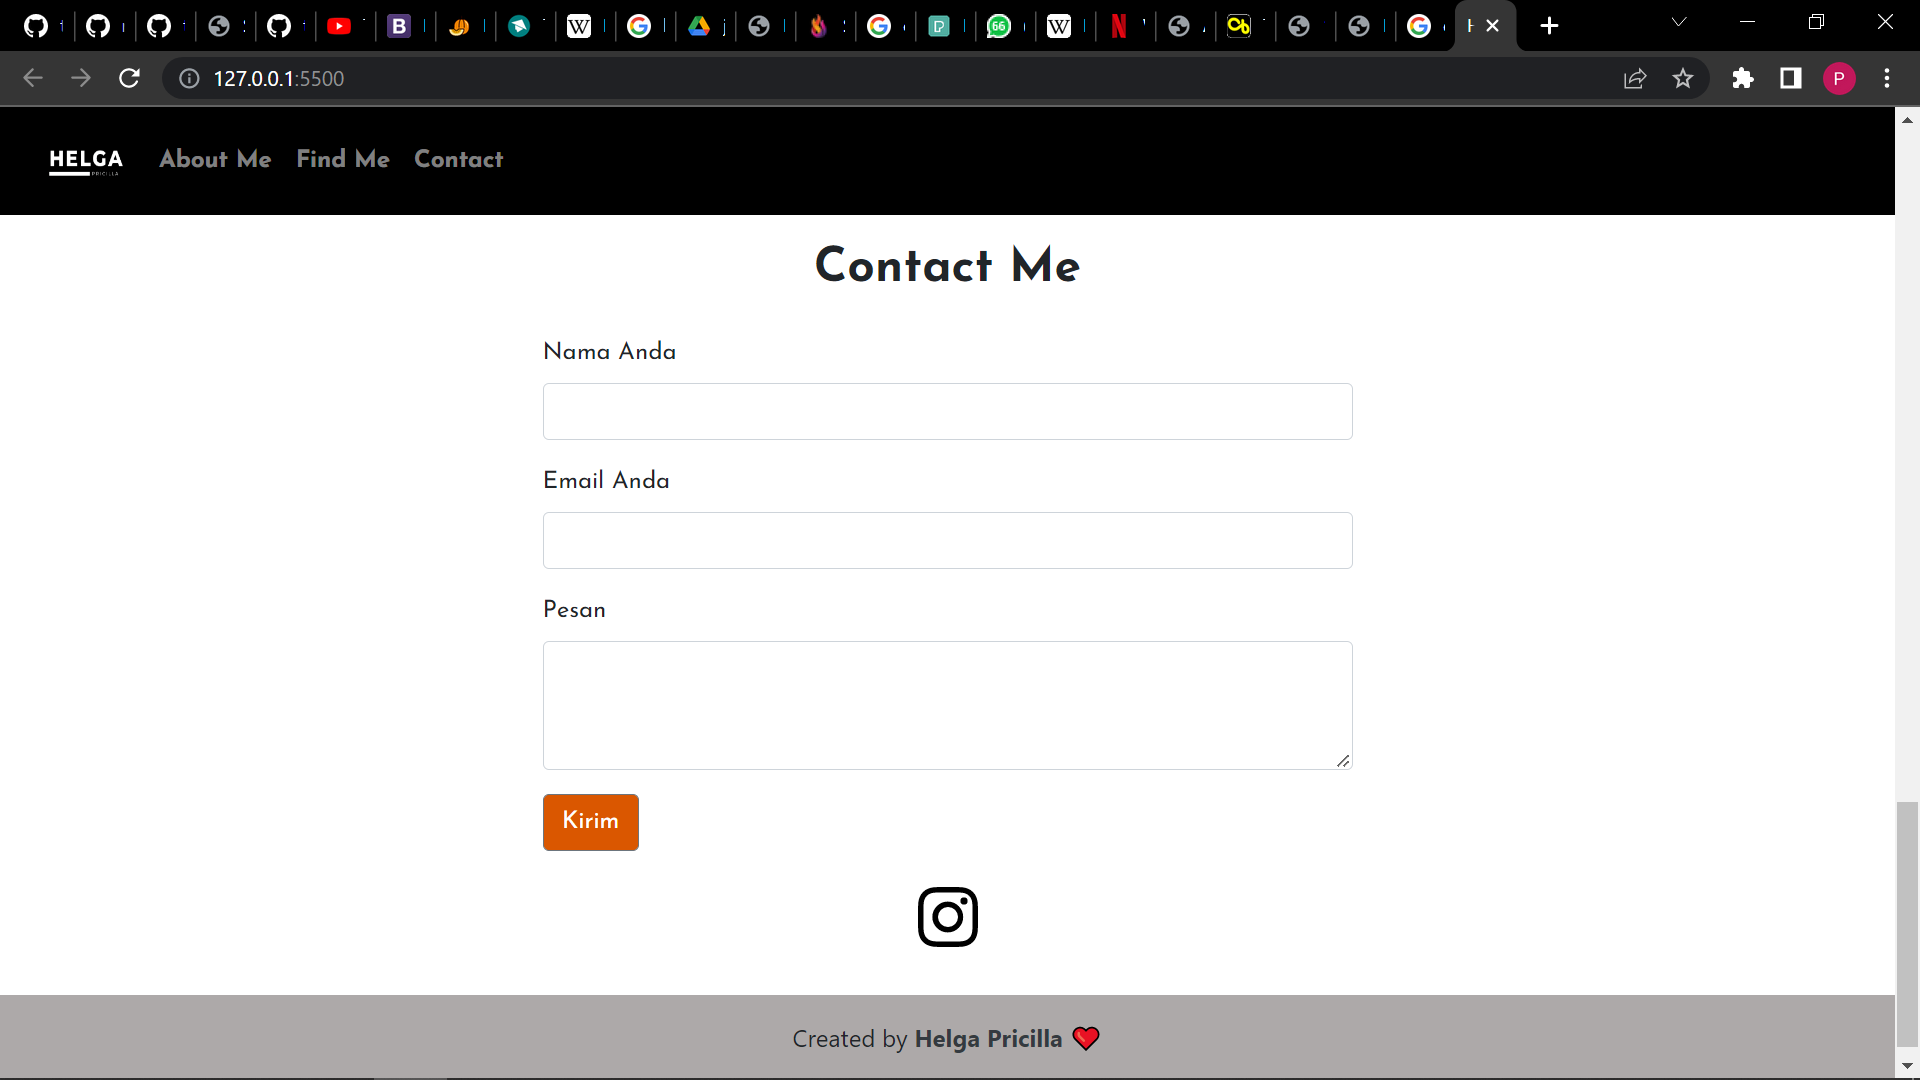 127.0.0.1:5500
P
HELGA
PRICILLA
About Me Find Me Contact
Contact Me
Nama Anda
Email Anda
Pesan
Kirim
Created by Helga Pricilla ❤